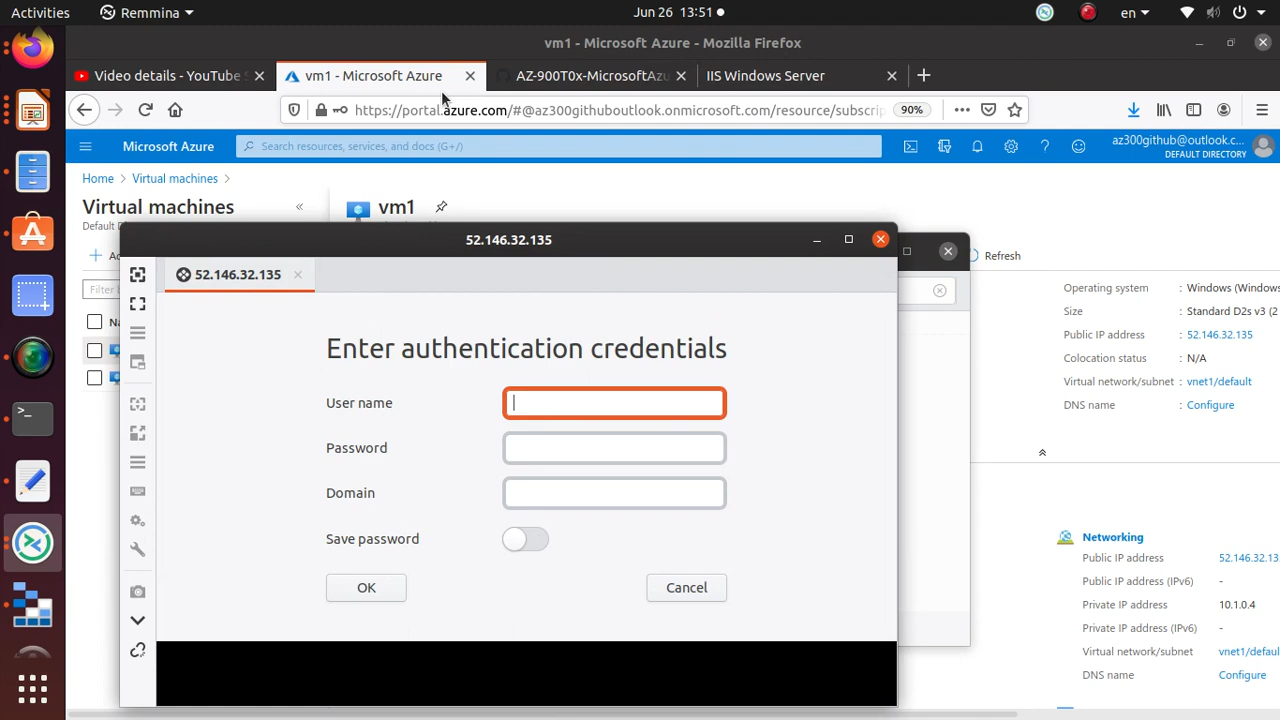 Activities
Remmina
Jun 26 13:51
en
vm1 - Microsoft Azure - Mozilla Firefox
Video details - YouTube S
vm1 - Microsoft Azure
AZ-900T0x-MicrosoftAzu
IIS Windows Server
https://portal.azure.com/#@az300githuboutlook.onmicrosoft.com/resource/subscrip
90%
Microsoft Azure
Search resources, services, and docs (G+/)
az300github@outlook.c...
DEFAULT DIRECTORY
Home
Virtual machines
Virtual machines
vm1
Default D
Refresh
Filter b
52.146.32.135
52.146.32.135
Enter authentication credentials
User name
Password
Domain
Save password
OK
Cancel
Operating system : Windows (Windows
Size : Standard D2s v3 (2
Public IP address : 52.146.32.135
Colocation status : N/A
Virtual network/subnet : vnet1/default
DNS name : Configure
Networking
Public IP address 52.146.32.13
Public IP address (IPv6) -
Private IP address 10.1.0.4
Private IP address (IPv6) -
Virtual network/subnet vnet1/defaul
DNS name Configure